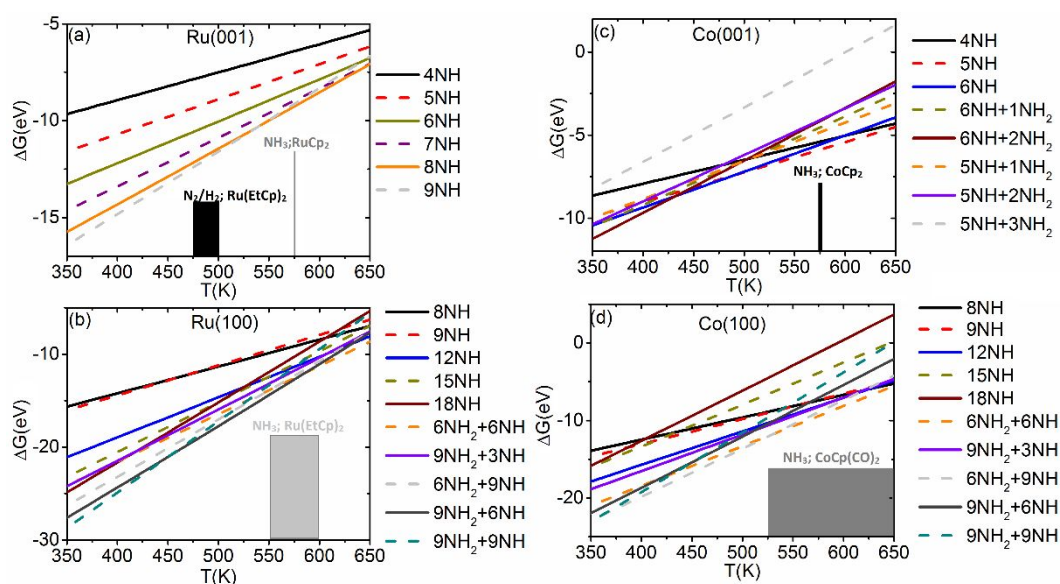 (a) Ru(001)
-5
-10
-15
ΔG(eV)
NH₃;RuCp₂
N₂/H₂; Ru(EtCp)₂
350 400 450 500 550 600 650
T(K)
4NH
5NH
6NH
7NH
8NH
9NH
(c) Co(001)
0
-5
-10
ΔG(eV)
NH₃; CoCp₂
350 400 450 500 550 600 650
T(K)
4NH
5NH
6NH
6NH+1NH₂
6NH+2NH₂
5NH+1NH₂
5NH+2NH₂
5NH+3NH₂
(b) Ru(100)
-10
-20
-30
ΔG(eV)
NH₃; Ru(EtCp)₂
350 400 450 500 550 600 650
T(K)
8NH
9NH
12NH
15NH
18NH
6NH₂+6NH
9NH₂+3NH
6NH₂+9NH
9NH₂+6NH
9NH₂+9NH
(d) Co(100)
0
-10
-20
ΔG(eV)
NH₃; CoCp(CO)₂
350 400 450 500 550 600 650
T(K)
8NH
9NH
12NH
15NH
18NH
6NH₂+6NH
9NH₂+3NH
6NH₂+9NH
9NH₂+6NH
9NH₂+9NH